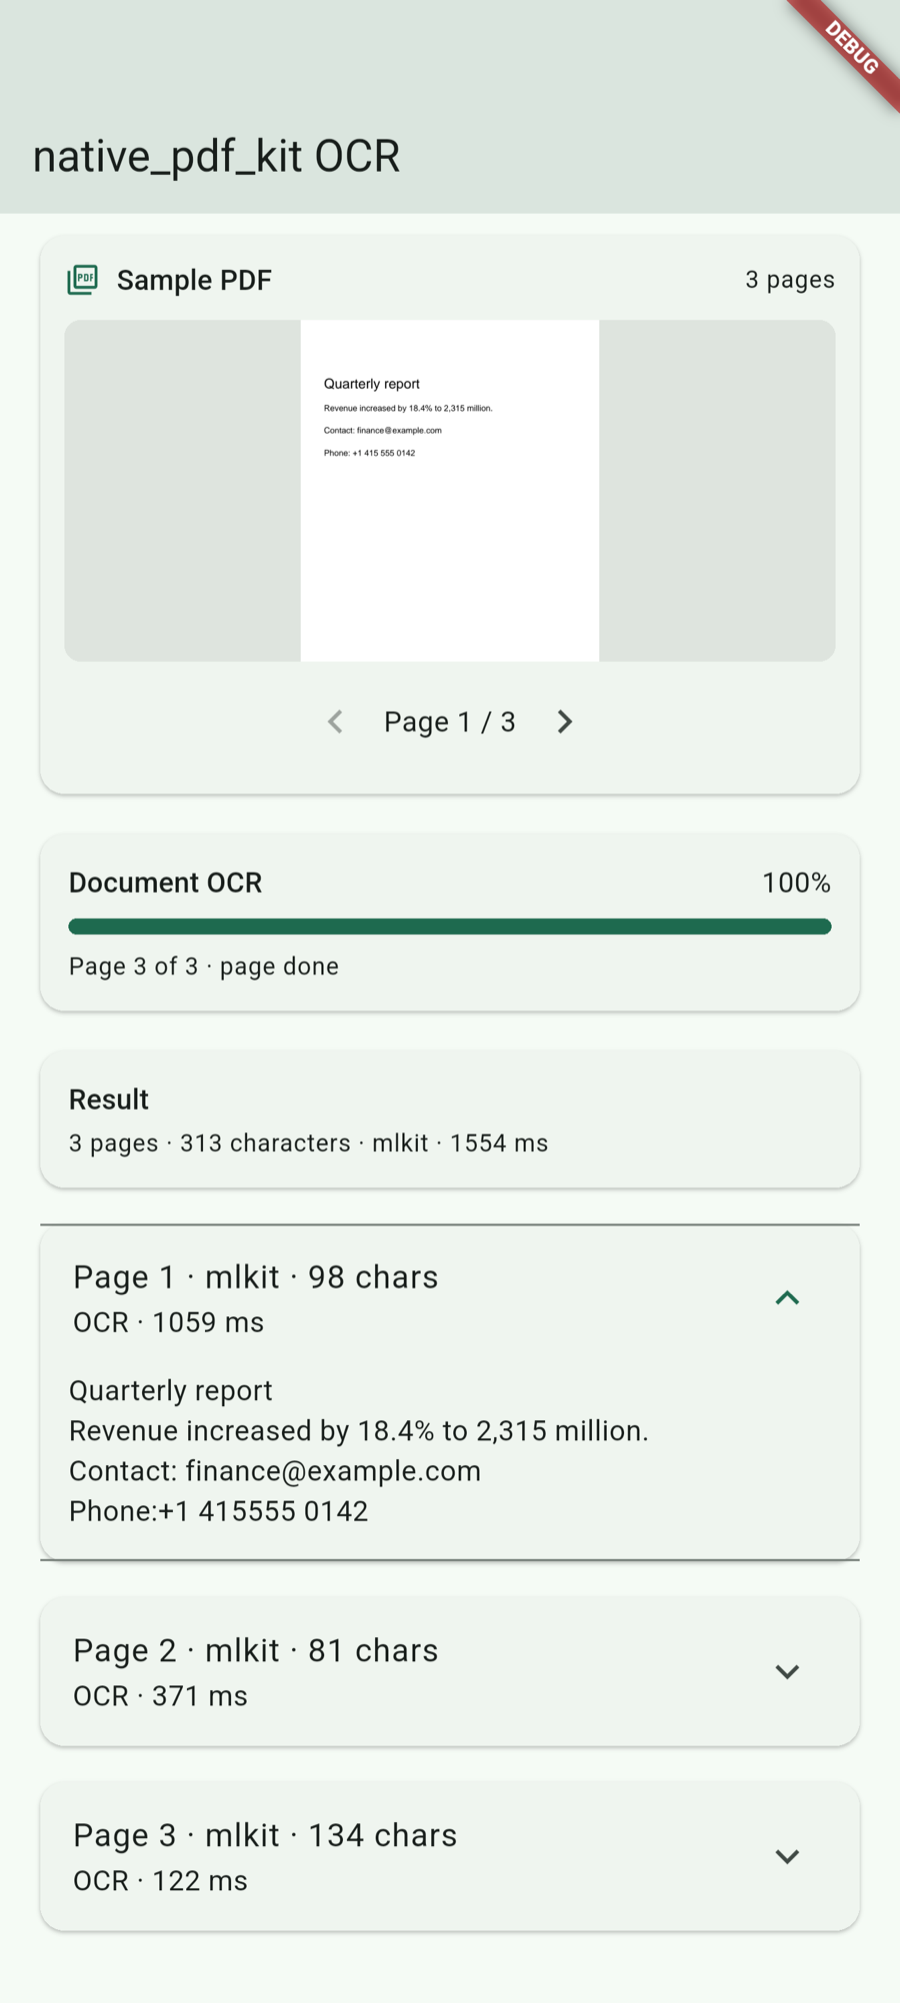 DEBUG
native_pdf_kit OCR
PDF Sample PDF 3 pages
Quarterly report
Revenue increased by 18.4% to 2,315 million.
Contact: finance@example.com
Phone: +1 415 555 0142
Page 1 / 3
Document OCR 100%
Page 3 of 3 · page done
Result
3 pages · 313 characters · mlkit · 1554 ms
Page 1 · mlkit · 98 chars
OCR · 1059 ms
Quarterly report
Revenue increased by 18.4% to 2,315 million.
Contact: finance@example.com
Phone:+1 415555 0142
Page 2 · mlkit · 81 chars
OCR · 371 ms
Page 3 · mlkit · 134 chars
OCR · 122 ms